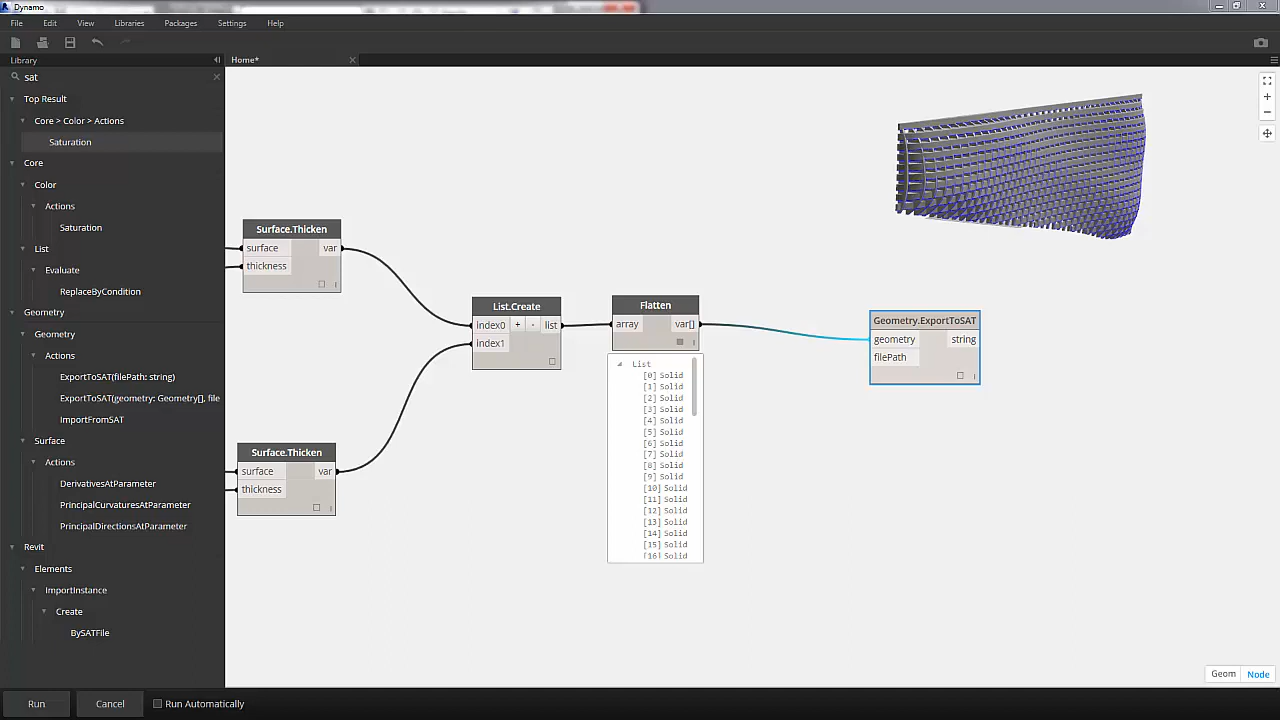 Dynamo
File Edit View Libraries Packages Settings Help
Library
Home*
sat
Top Result
Core > Color > Actions
Saturation
Core
Color
Actions
Saturation
List
Evaluate
ReplaceByCondition
Geometry
Geometry
Actions
ExportToSAT(filePath: string)
ExportToSAT(geometry: Geometry[], file
ImportFromSAT
Surface
Actions
DerivativesAtParameter
PrincipalCurvaturesAtParameter
PrincipalDirectionsAtParameter
Revit
Elements
ImportInstance
Create
BySATFile
Surface.Thicken
surface var
thickness
Surface.Thicken
surface var
thickness
List.Create
index0 + - list
index1
Flatten
array var[]
List
[0] Solid
[1] Solid
[2] Solid
[3] Solid
[4] Solid
[5] Solid
[6] Solid
[7] Solid
[8] Solid
[9] Solid
[10] Solid
[11] Solid
[12] Solid
[13] Solid
[14] Solid
[15] Solid
[16] Solid
Geometry.ExportToSAT
geometry string
filePath
Geom Node
Run Cancel Run Automatically